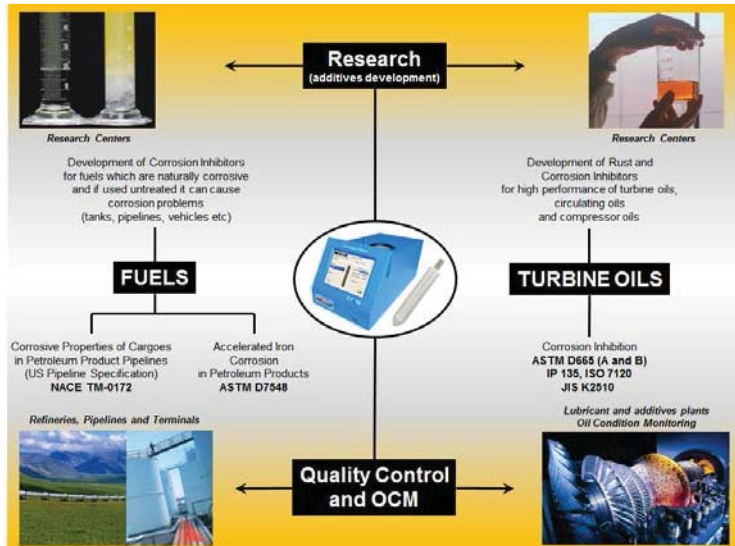 Research
(additives development)
Research Centers
Research Centers
Development of Corrosion Inhibitors
for fuels which are naturally corrosive
and if used untreated it can cause
corrosion problems
(tanks, pipelines, vehicles etc)
Development of Rust and
Corrosion Inhibitors
for high performance of turbine oils,
circulating oils
and compressor oils
FUELS
TURBINE OILS
Corrosive Properties of Cargoes
in Petroleum Product Pipelines
(US Pipeline Specification)
NACE TM-0172
Accelerated Iron
Corrosion
in Petroleum Products
ASTM D7548
Corrosion Inhibition
ASTM D665 (A and B)
IP 135, ISO 7120
JIS K2510
Refineries, Pipelines and Terminals
Lubricant and additives plants
Oil Condition Monitoring
Quality Control
and OCM